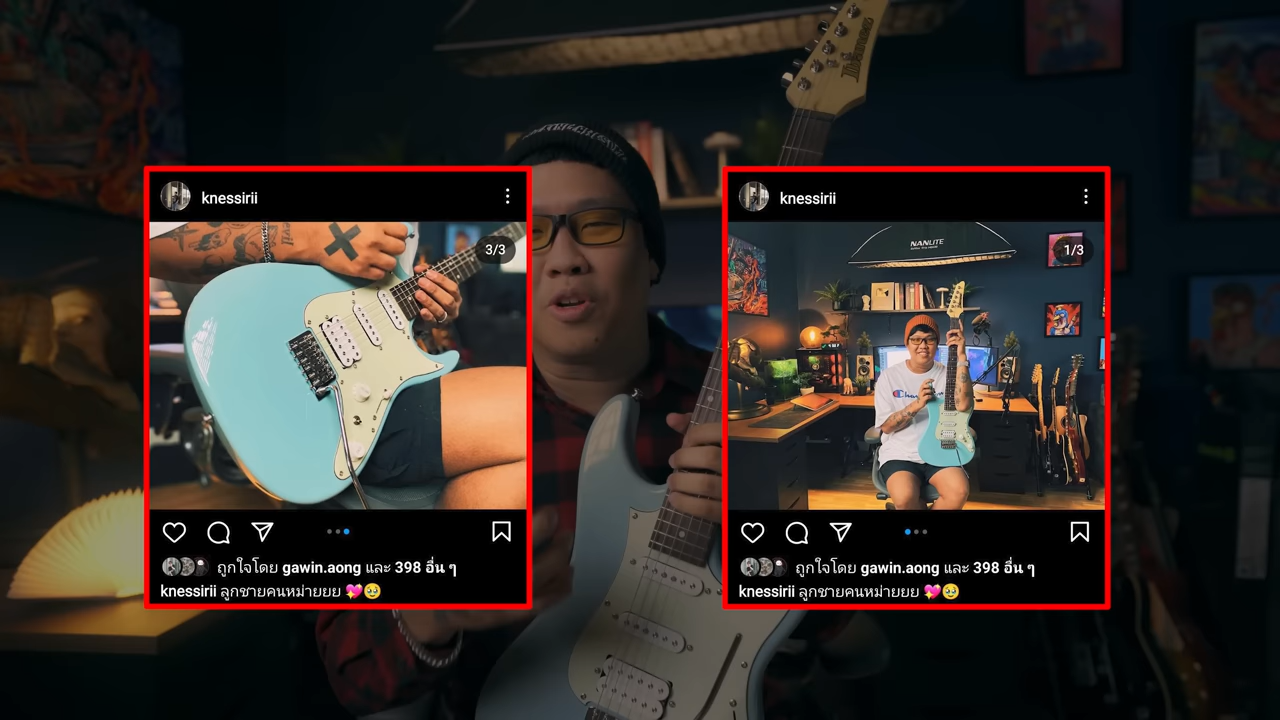 Ibanez
knessirii
3/3
ถูกใจโดย gawin.aong และ 398 อื่น ๆ
knessirii ลูกชายคนหม่ายยย 💖🥹
knessirii
NANLITE
1/3
Champion
ถูกใจโดย gawin.aong และ 398 อื่น ๆ
knessirii ลูกชายคนหม่ายยย 💖🥹